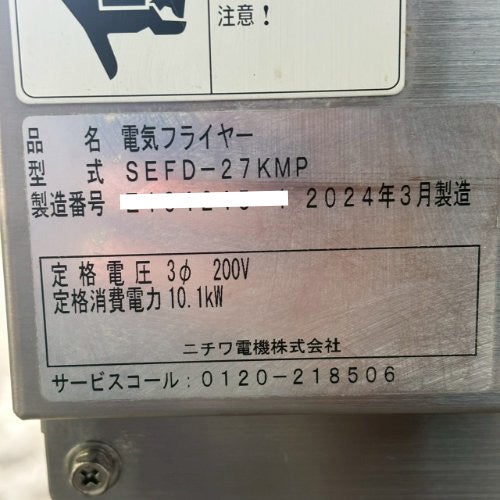 注意！
品名 電気フライヤー
型式 SEFD-27KMP
製造番号 2024年3月製造
定格電圧 3φ 200V
定格消費電力 10.1kW
ニチワ電機株式会社
サービスコール：0120-218506